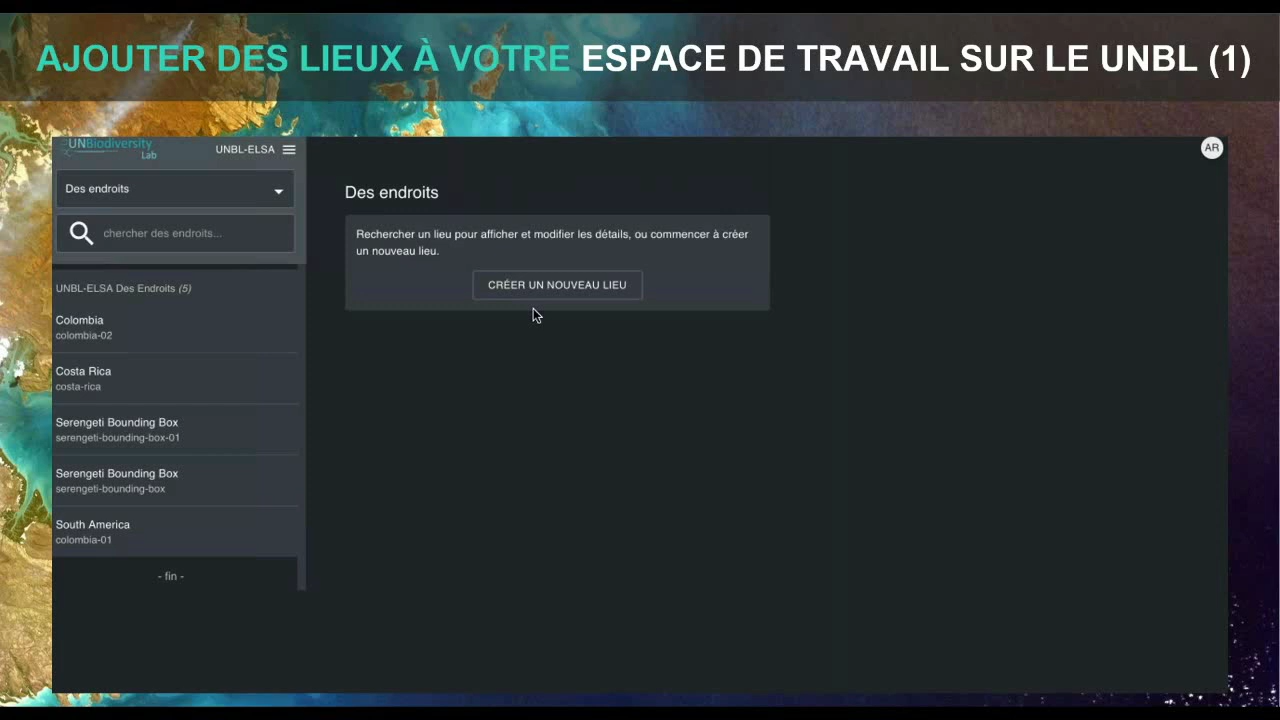 AJOUTER DES LIEUX À VOTRE ESPACE DE TRAVAIL SUR LE UNBL (1)
UNBiodiversity
Lab
UNBL-ELSA
AR
Des endroits
chercher des endroits...
UNBL-ELSA Des Endroits (5)
Colombia
colombia-02
Costa Rica
costa-rica
Serengeti Bounding Box
serengeti-bounding-box-01
Serengeti Bounding Box
serengeti-bounding-box
South America
colombia-01
- fin -
Des endroits
Rechercher un lieu pour afficher et modifier les détails, ou commencer à créer
un nouveau lieu.
CRÉER UN NOUVEAU LIEU